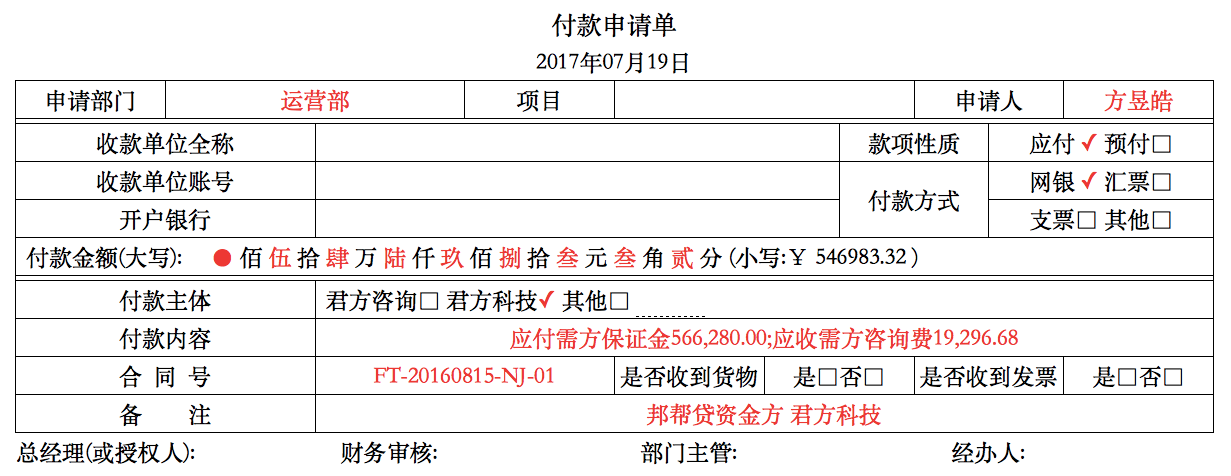 付款申请单
2017年07月19日
申请部门 运营部 项目 申请人 方昱皓
收款单位全称 款项性质 应付 ✓ 预付□
收款单位账号 付款方式 网银 ✓ 汇票□
开户银行 支票□ 其他□
付款金额(大写): ● 佰 伍 拾 肆 万 陆 仟 玖 佰 捌 拾 叁 元 叁 角 贰 分 (小写:¥ 546983.32 )
付款主体 君方咨询□ 君方科技✓ 其他□
付款内容 应付需方保证金566,280.00;应收需方咨询费19,296.68
合 同 号 FT-20160815-NJ-01 是否收到货物 是□否□ 是否收到发票 是□否□
备 注 邦帮贷资金方 君方科技
总经理(或授权人): 财务审核: 部门主管: 经办人: